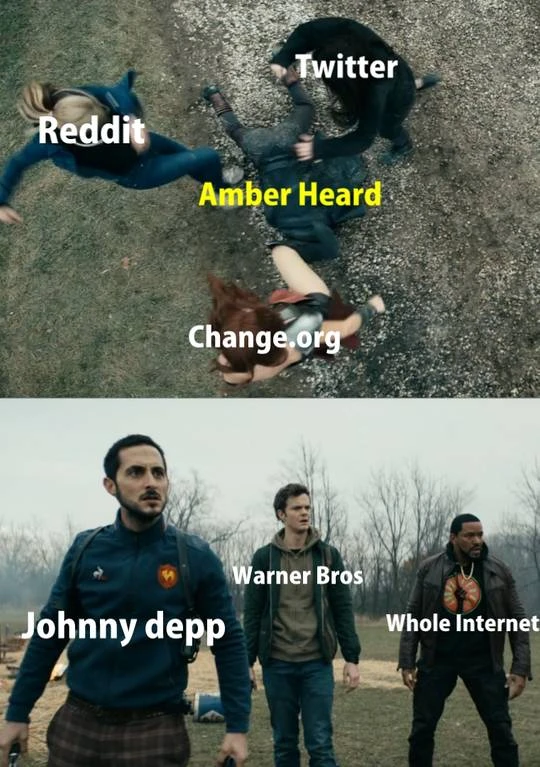 Twitter
Reddit
Amber Heard
Change.org
Warner Bros
Johnny depp
Whole Internet